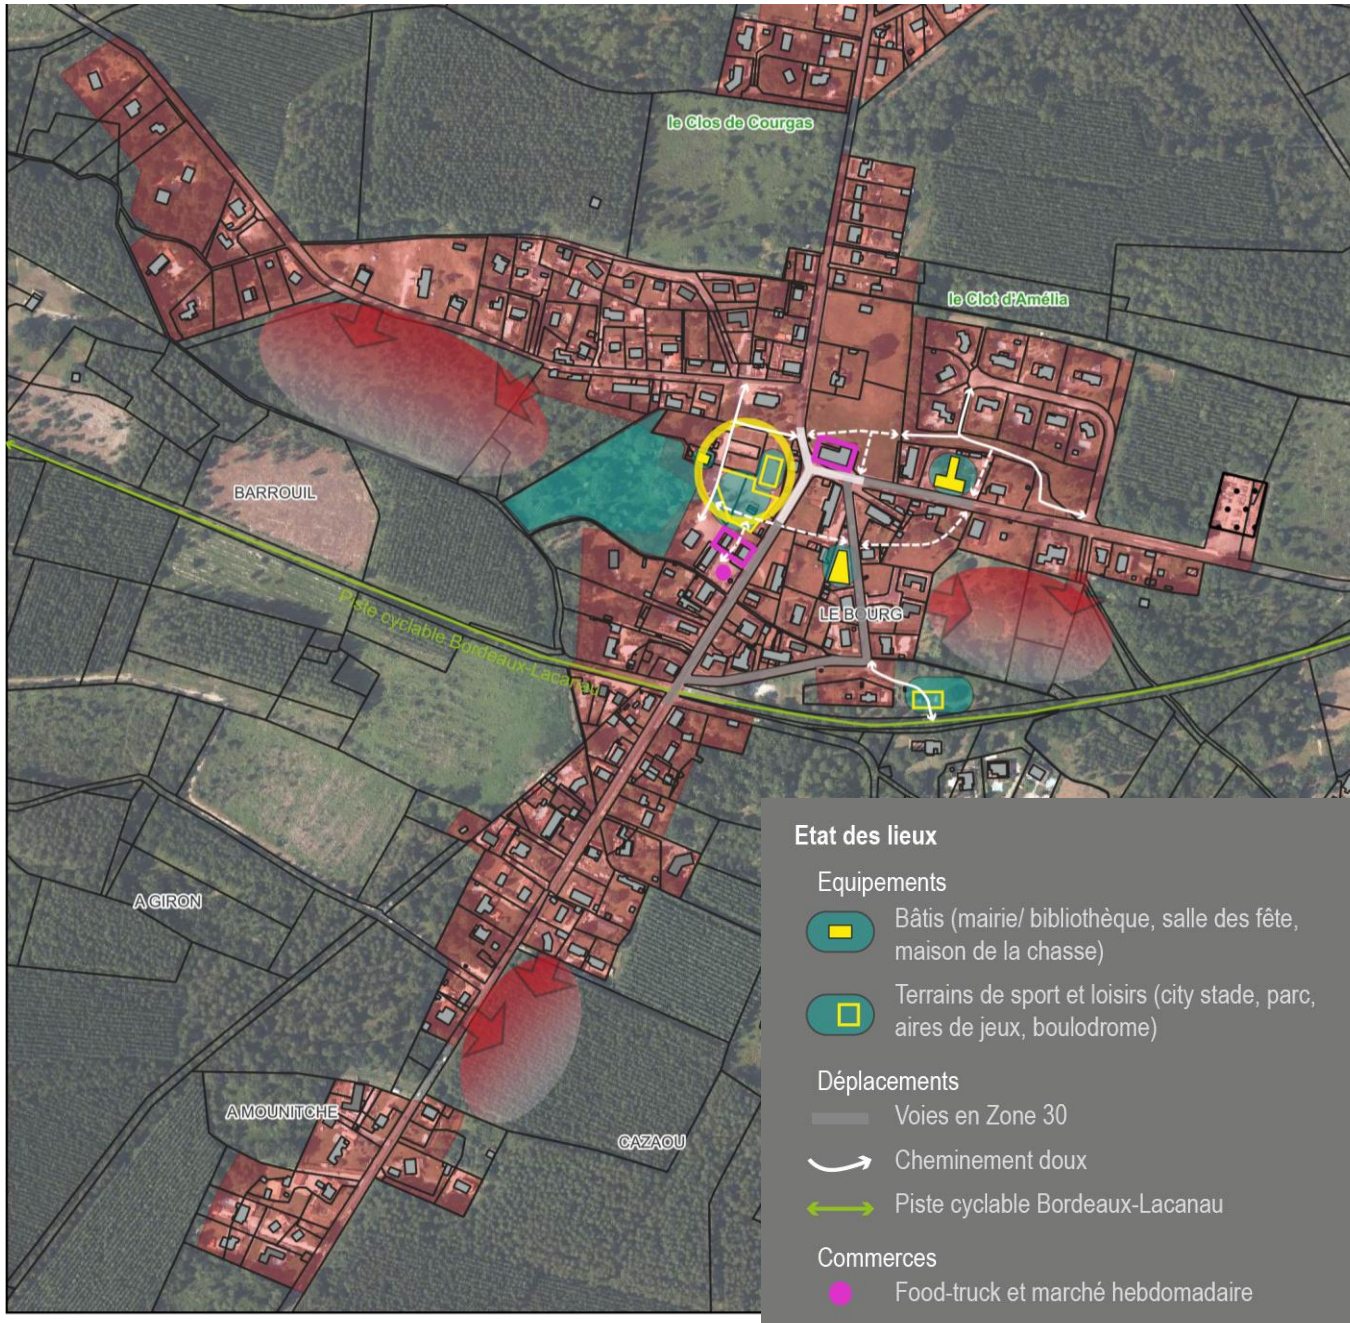 le Clos de Courgas
le Clot d'Amélia
BARROUIL
Piste cyclable Bordeaux-Lacanau
LE BOURG
A GIRON
A MOUNITCHE
CAZAOU
Etat des lieux
Equipements
Bâtis (mairie/ bibliothèque, salle des fête,
maison de la chasse)
Terrains de sport et loisirs (city stade, parc,
aires de jeux, boulodrome)
Déplacements
Voies en Zone 30
Cheminement doux
Piste cyclable Bordeaux-Lacanau
Commerces
Food-truck et marché hebdomadaire